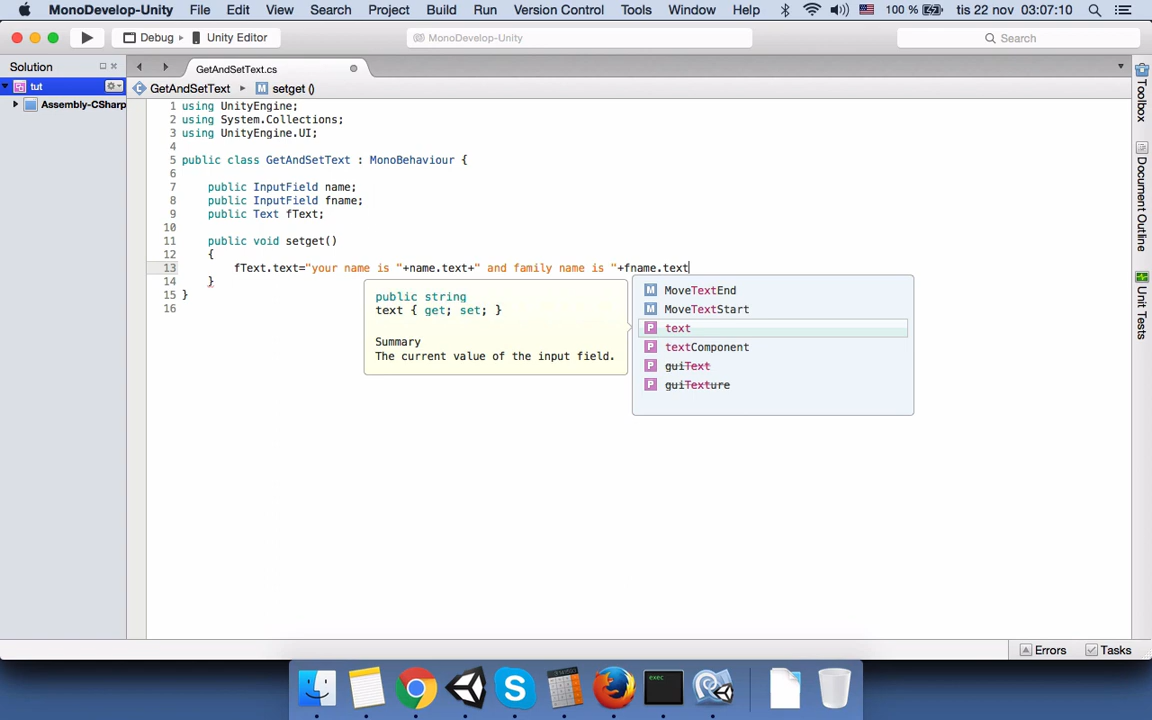 MonoDevelop-Unity File Edit View Search Project Build Run Version Control Tools Window Help 100 % tis 22 nov 03:07:10
Debug Unity Editor MonoDevelop-Unity Search
Solution
GetAndSetText.cs
tut
GetAndSetText setget ()
Assembly-CSharp
1 using UnityEngine;
2 using System.Collections;
3 using UnityEngine.UI;
4
5 public class GetAndSetText : MonoBehaviour {
6
7 public InputField name;
8 public InputField fname;
9 public Text fText;
10
11 public void setget()
12 {
13 fText.text="your name is "+name.text+" and family name is "+fname.text
14 }
15 }
16
public string
text { get; set; }
Summary
The current value of the input field.
M MoveTextEnd
M MoveTextStart
P text
P textComponent
P guiText
P guiTexture
Toolbox
Document Outline
Unit Tests
Errors Tasks
exec